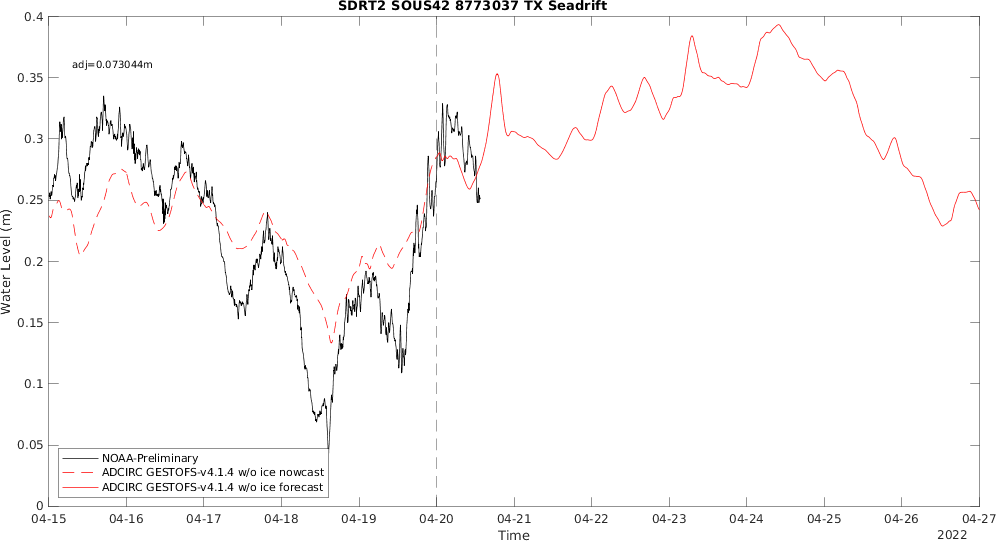 SDRT2 SOUS42 8773037 TX Seadrift
0.4
adj=0.073044m
0.35
0.3
0.25
0.2
0.15
0.1
0.05
0
Water Level (m)
NOAA-Preliminary
ADCIRC GESTOFS-v4.1.4 w/o ice nowcast
ADCIRC GESTOFS-v4.1.4 w/o ice forecast
04-15 04-16 04-17 04-18 04-19 04-20 04-21 04-22 04-23 04-24 04-25 04-26 04-27
Time
2022